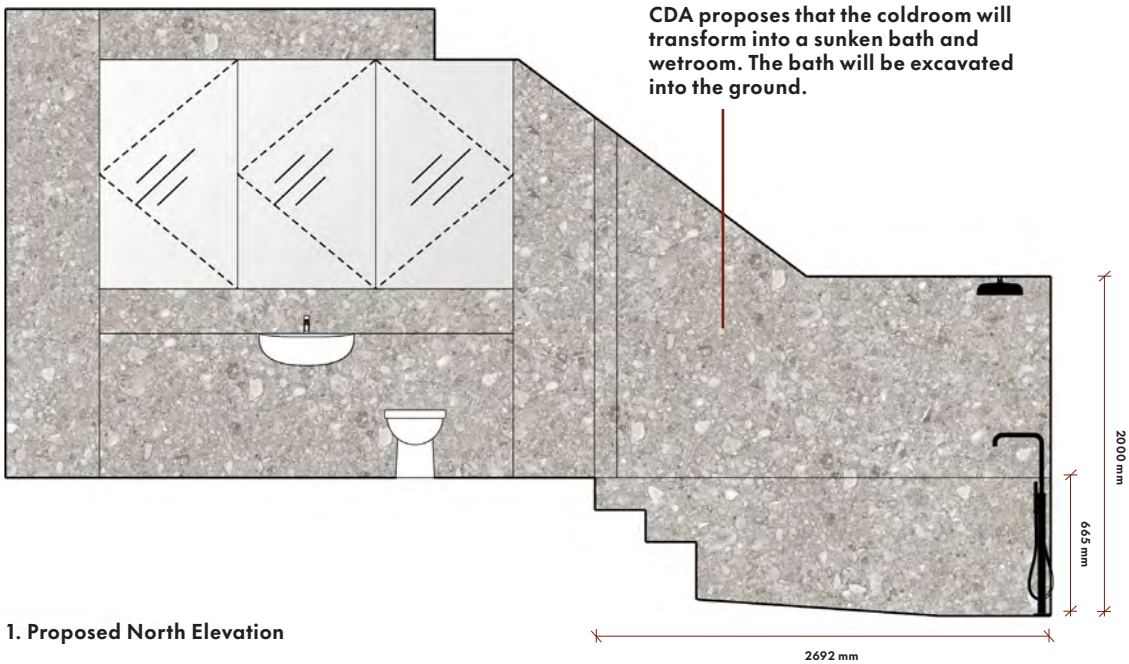 CDA proposes that the coldroom will
transform into a sunken bath and
wetroom. The bath will be excavated
into the ground.
2000 mm
665 mm
1. Proposed North Elevation
2692 mm